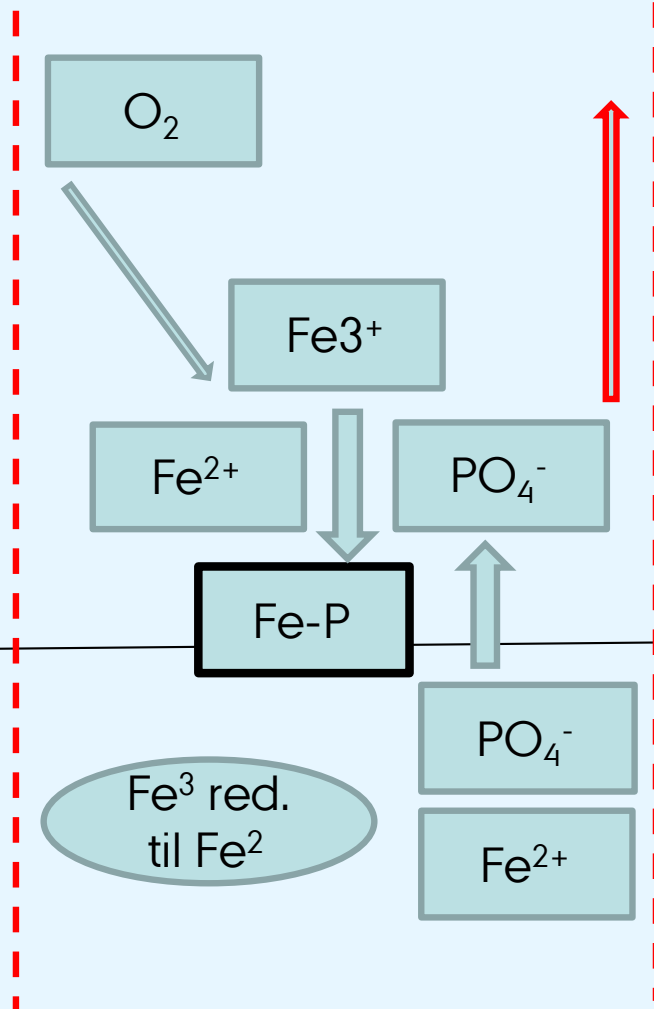 O₂
Fe3⁺
Fe²⁺
PO₄⁻
Fe-P
PO₄⁻
Fe³ red.
til Fe²
Fe²⁺